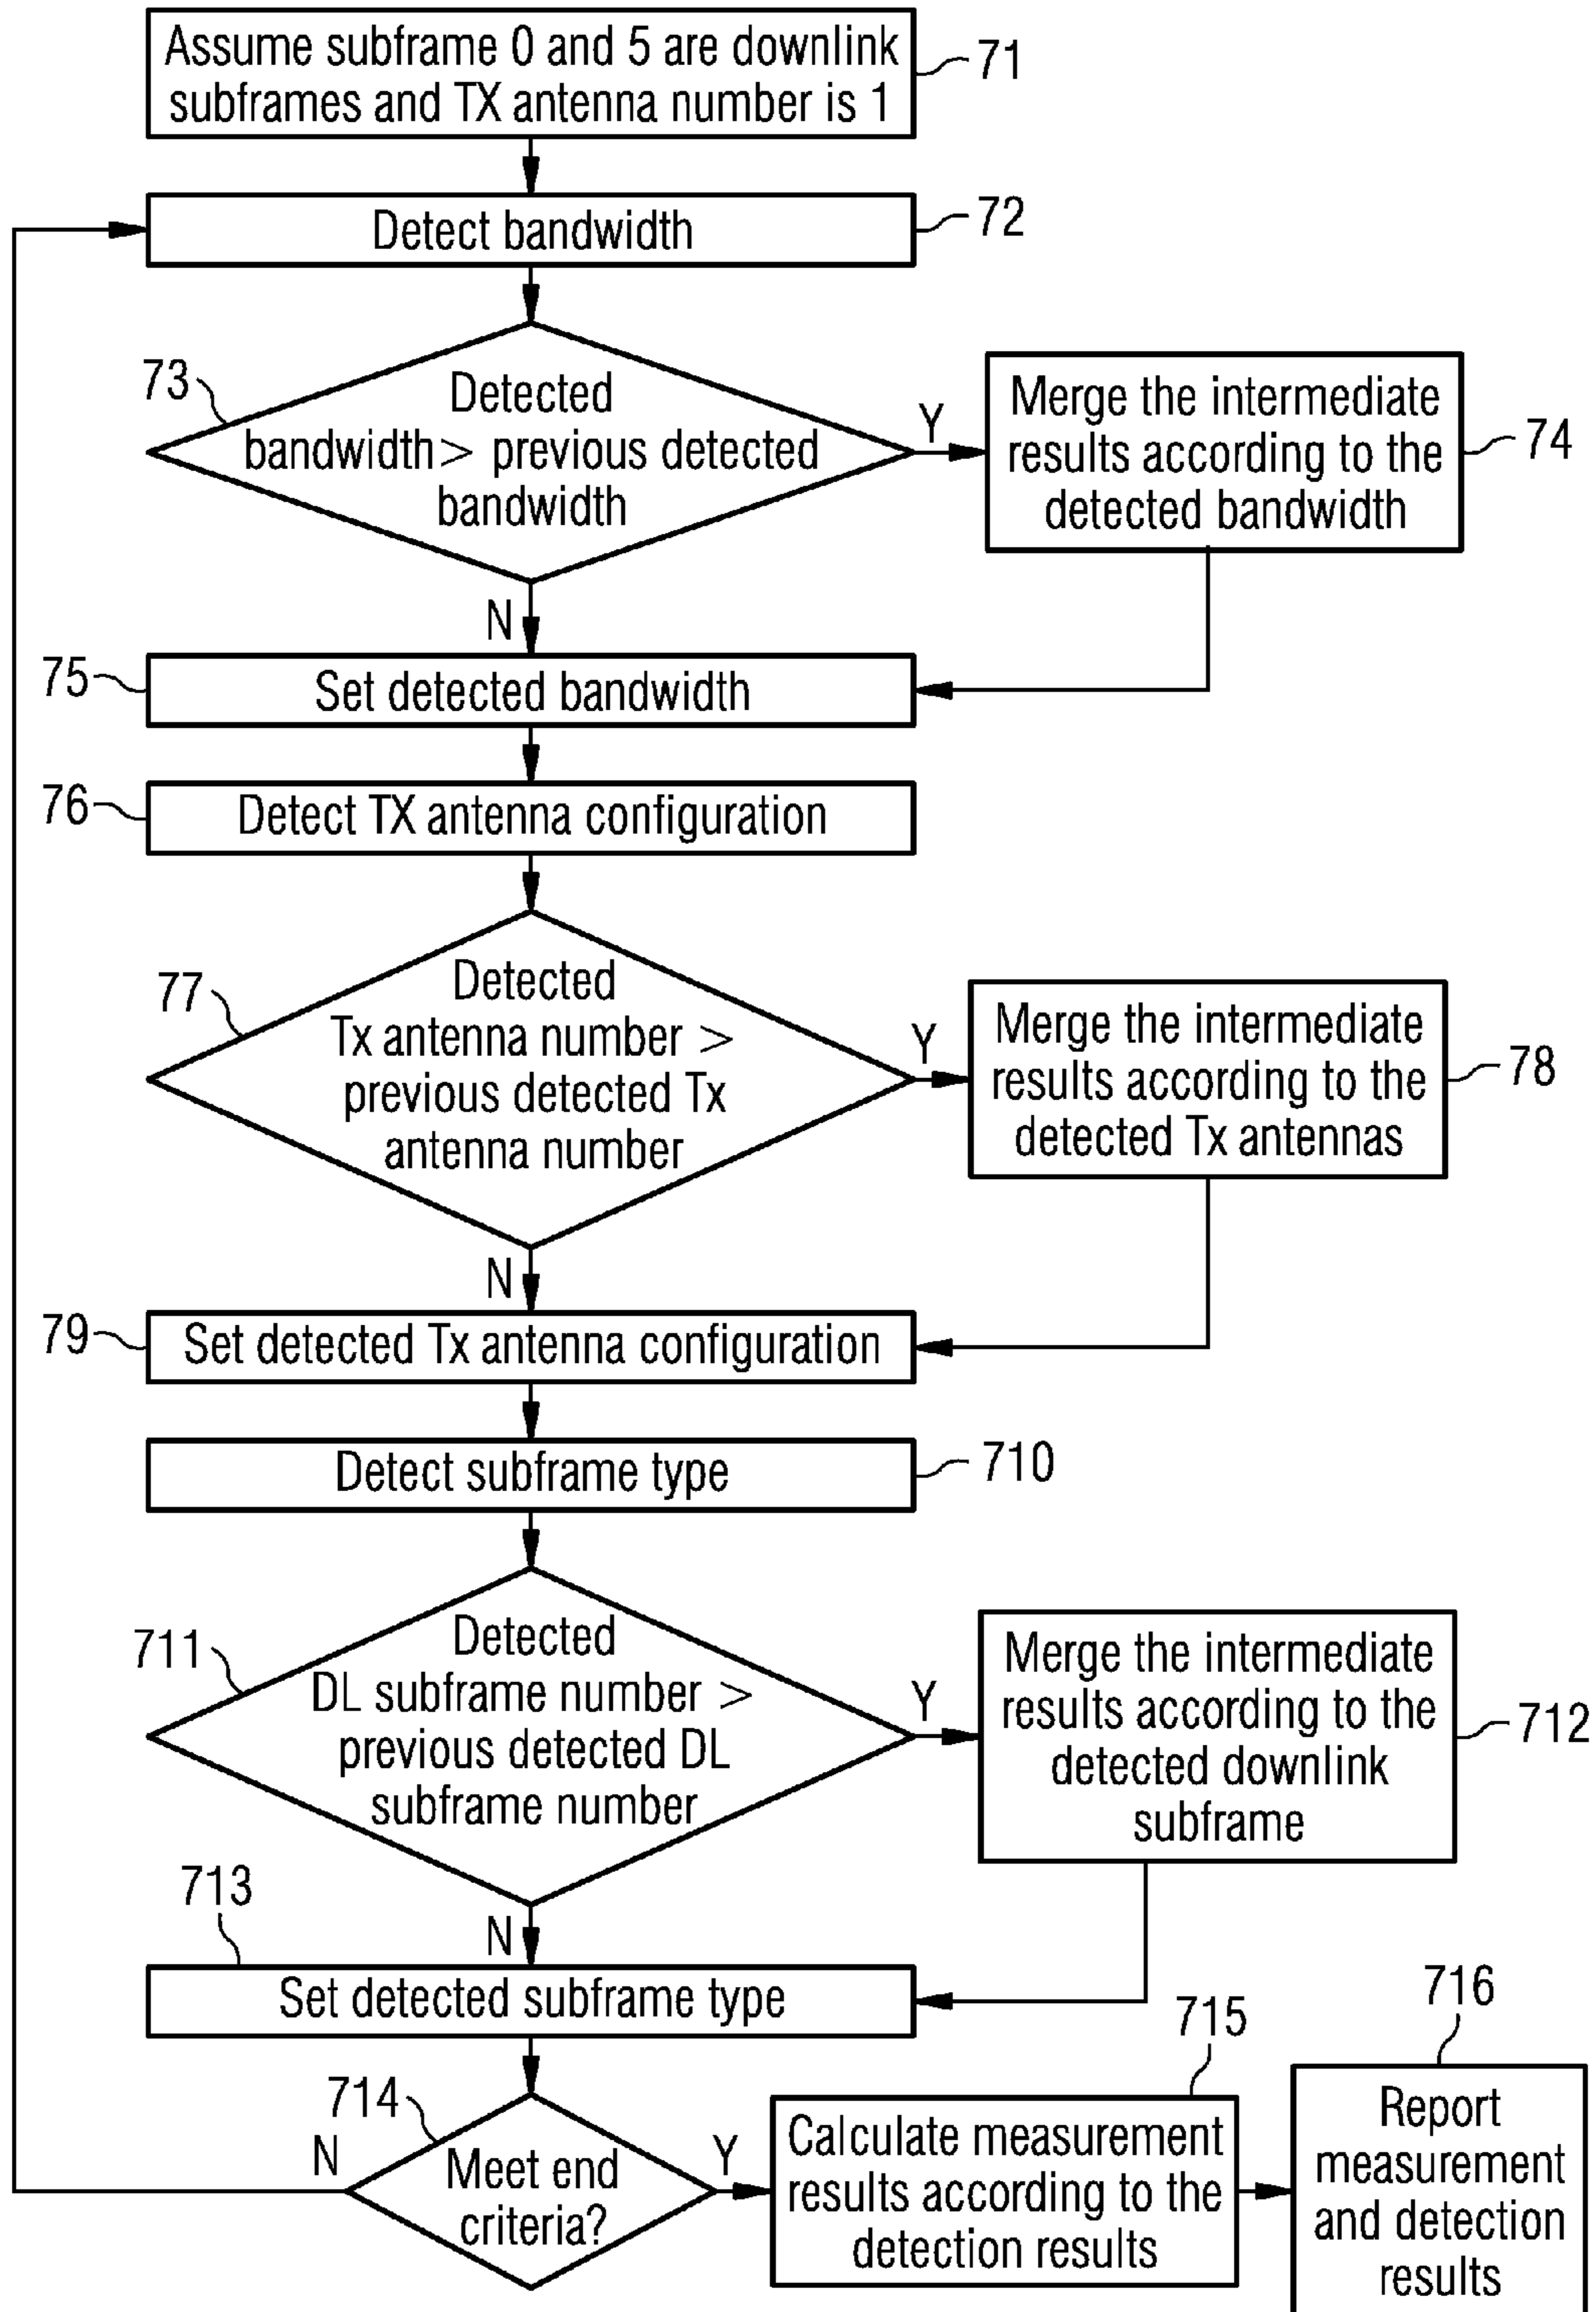 Assume subframe 0 and 5 are downlink
subframes and TX antenna number is 1
71
Detect bandwidth
72
73
Detected
bandwidth > previous detected
bandwidth
Y
Merge the intermediate
results according to the
detected bandwidth
74
N
75
Set detected bandwidth
76
Detect TX antenna configuration
77
Detected
Tx antenna number >
previous detected Tx
antenna number
Y
Merge the intermediate
results according to the
detected Tx antennas
78
N
79
Set detected Tx antenna configuration
Detect subframe type
710
711
Detected
DL subframe number >
previous detected DL
subframe number
Y
Merge the intermediate
results according to the
detected downlink
subframe
712
N
713
Set detected subframe type
714
N
Meet end
criteria?
Y
715
Calculate measurement
results according to the
detection results
716
Report
measurement
and detection
results